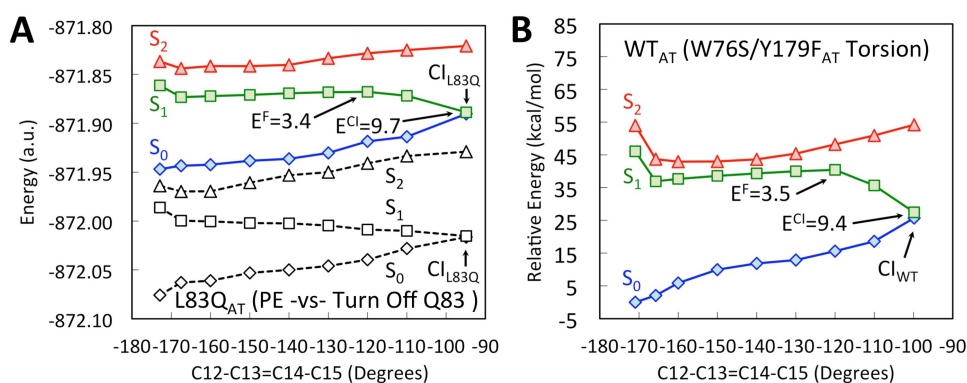 A
-871.80
-871.85
-871.90
-871.95
-872.00
-872.05
-872.10
Energy (a.u.)
S2
S1
S0
CIL83Q
E^F=3.4
E^CI=9.7
S2
S1
S0
CIL83Q
L83QAT (PE -vs- Turn Off Q83 )
-180 -170 -160 -150 -140 -130 -120 -110 -100 -90
C12-C13=C14-C15 (Degrees)
B
85
75
65
55
45
35
25
15
5
-5
Relative Energy (kcal/mol)
WTAT (W76S/Y179FAT Torsion)
S2
S1
S0
E^F=3.5
E^CI=9.4
CIWT
-180 -170 -160 -150 -140 -130 -120 -110 -100 -90
C12-C13=C14-C15 (Degrees)